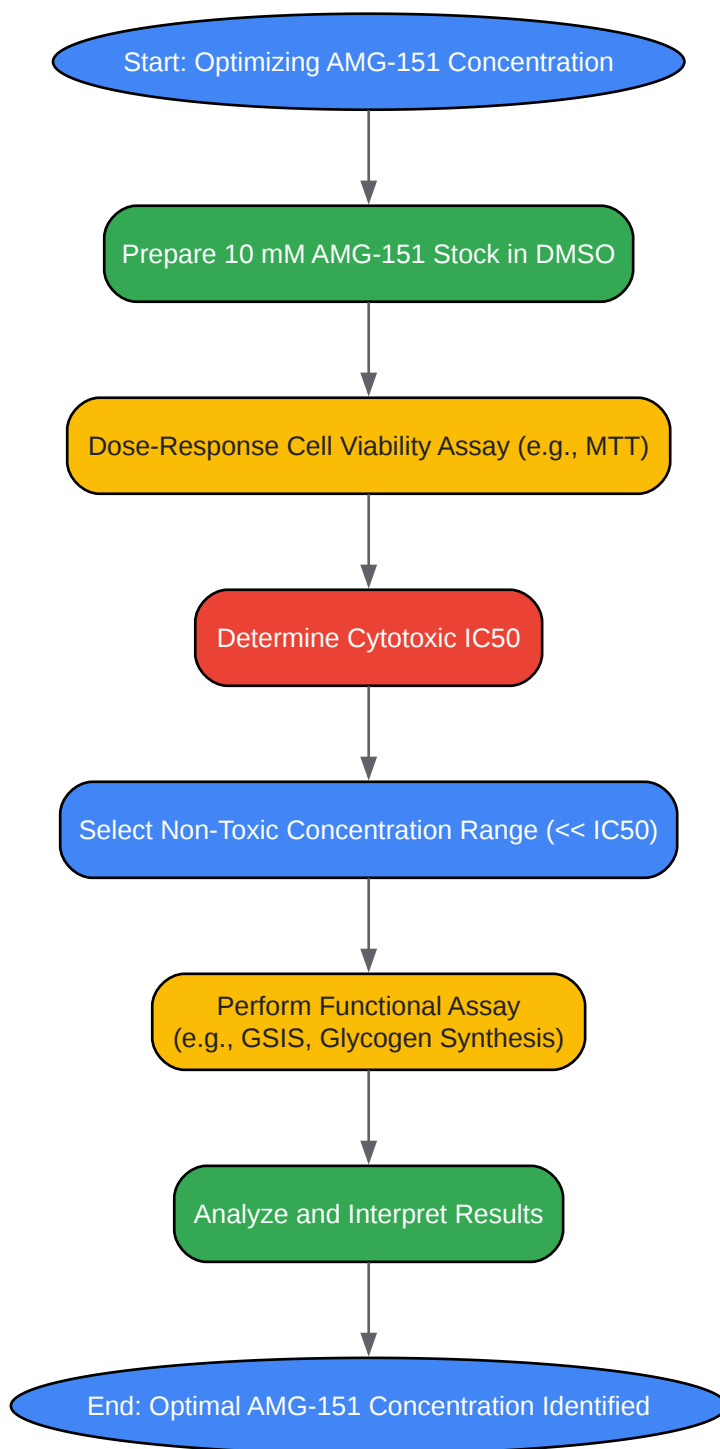 Start: Optimizing AMG-151 Concentration
Prepare 10 mM AMG-151 Stock in DMSO
Dose-Response Cell Viability Assay (e.g., MTT)
Determine Cytotoxic IC50
Select Non-Toxic Concentration Range (<< IC50)
Perform Functional Assay
(e.g., GSIS, Glycogen Synthesis)
Analyze and Interpret Results
End: Optimal AMG-151 Concentration Identified